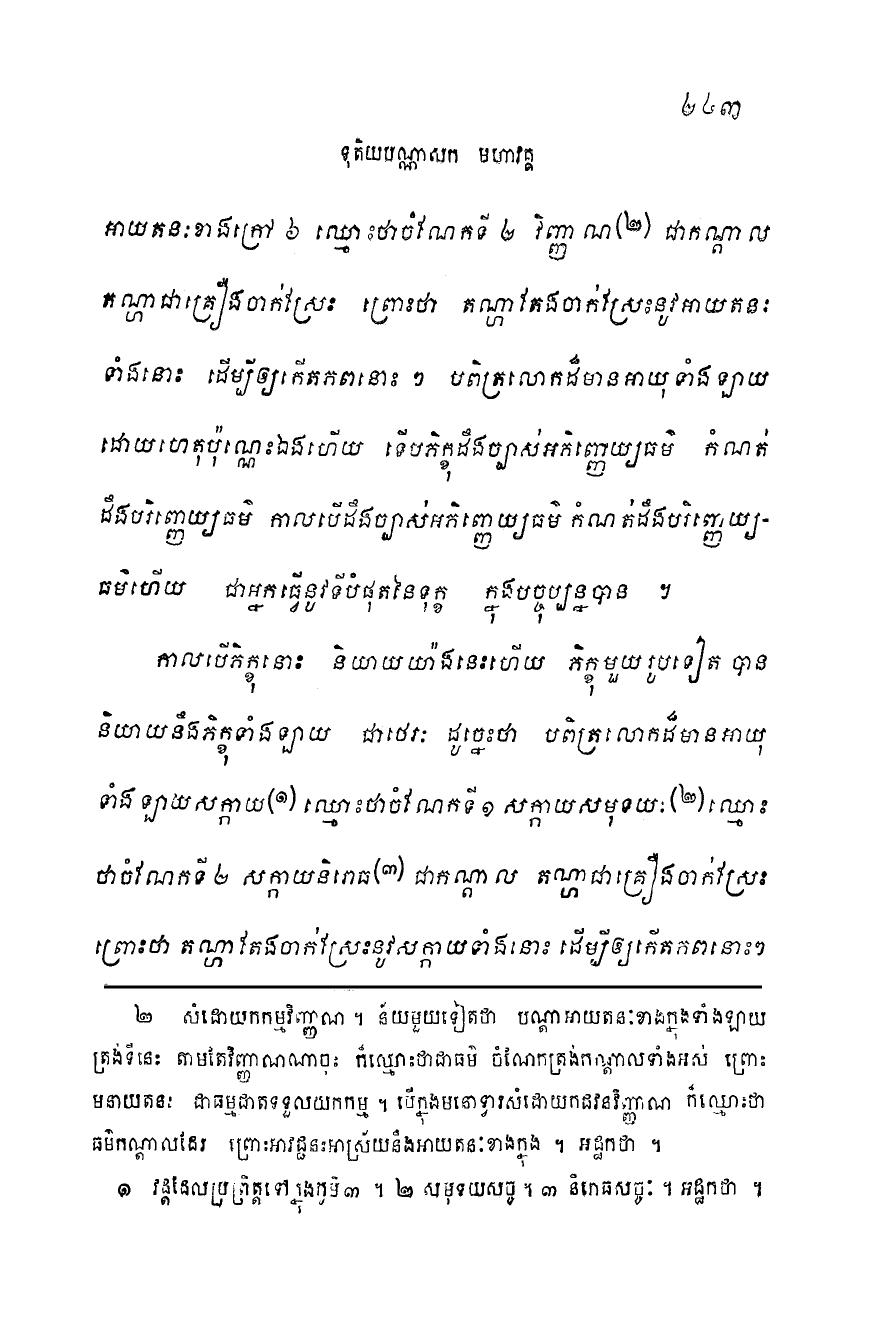 ២៤៣
ទុតិយបណ្ណាសក មហាវគ្គ
អាយតនៈខាងក្រៅ ៦ ឈ្មោះថាចំណែកទី ២ វិញ្ញាណ(២) ជាកណ្តាល
តណ្ហាជាគ្រឿងចាក់ស្រែះ ព្រោះថា តណ្ហាតែងចាក់ស្រែះនូវអាយតនៈ
ទាំងនោះ ដើម្បីឲ្យកើតភពនោះៗ បពិត្រលោកដ៏មានអាយុទាំងឡាយ
ដោយហេតុប៉ុណ្ណេះឯងហើយ ទើបភិក្ខុដឹងច្បាស់អភិញ្ញេយ្យធម៌ កំណត់
ដឹងបរិញ្ញេយ្យធម៌ កាលបើដឹងច្បាស់អភិញ្ញេយ្យធម៌ កំណត់ដឹងបរិញ្ញេយ្យ-
ធម៌ហើយ ជាអ្នកធ្វើនូវទីបំផុតនៃទុក្ខ ក្នុងបច្ចុប្បន្នបាន ។
កាលបើភិក្ខុនោះ និយាយយ៉ាងនេះហើយ ភិក្ខុមួយរូបទៀត បាន
និយាយនឹងភិក្ខុទាំងឡាយ ជាថេរៈ ដូច្នេះថា បពិត្រលោកដ៏មានអាយុ
ទាំងឡាយសក្កាយ(១) ឈ្មោះថាចំណែកទី១ សក្កាយសមុទយៈ(២) ឈ្មោះ
ថាចំណែកទី ២ សក្កាយនិរោធ(៣) ជាកណ្តាល តណ្ហាជាគ្រឿងចាក់ស្រែះ
ព្រោះថា តណ្ហាតែងចាក់ស្រែះនូវសក្កាយទាំងនោះ ដើម្បីឲ្យកើតភពនោះៗ
២ សំដោយកកម្មវិញ្ញាណ ។ ន័យមួយទៀតថា បណ្តាអាយតនៈខាងក្នុងទាំងឡាយ
ត្រង់ទីនេះ តាមតែវិញ្ញាណណាចុះ ក៏ឈ្មោះថាជាធម៌ ចំណែកត្រង់កណ្តាលទាំងអស់ ព្រោះ
មនាយតនៈ ជាធម្មជាតទទួលយកកម្ម ។ បើក្នុងមនោទ្វារសំដោយកជវនវិញ្ញាណ ក៏ឈ្មោះថា
ធម៌កណ្តាលដែរ ព្រោះអាវជ្ជនះអាស្រ័យនឹងអាយតនៈខាងក្នុង ។ អដ្ឋកថា ។
១ វដ្តដែលប្រព្រឹត្តទៅក្នុងភូមិ៣ ។ ២ សមុទយសច្ចៈ ។ ៣ និរោធសច្ចៈ ។ អដ្ឋកថា ។